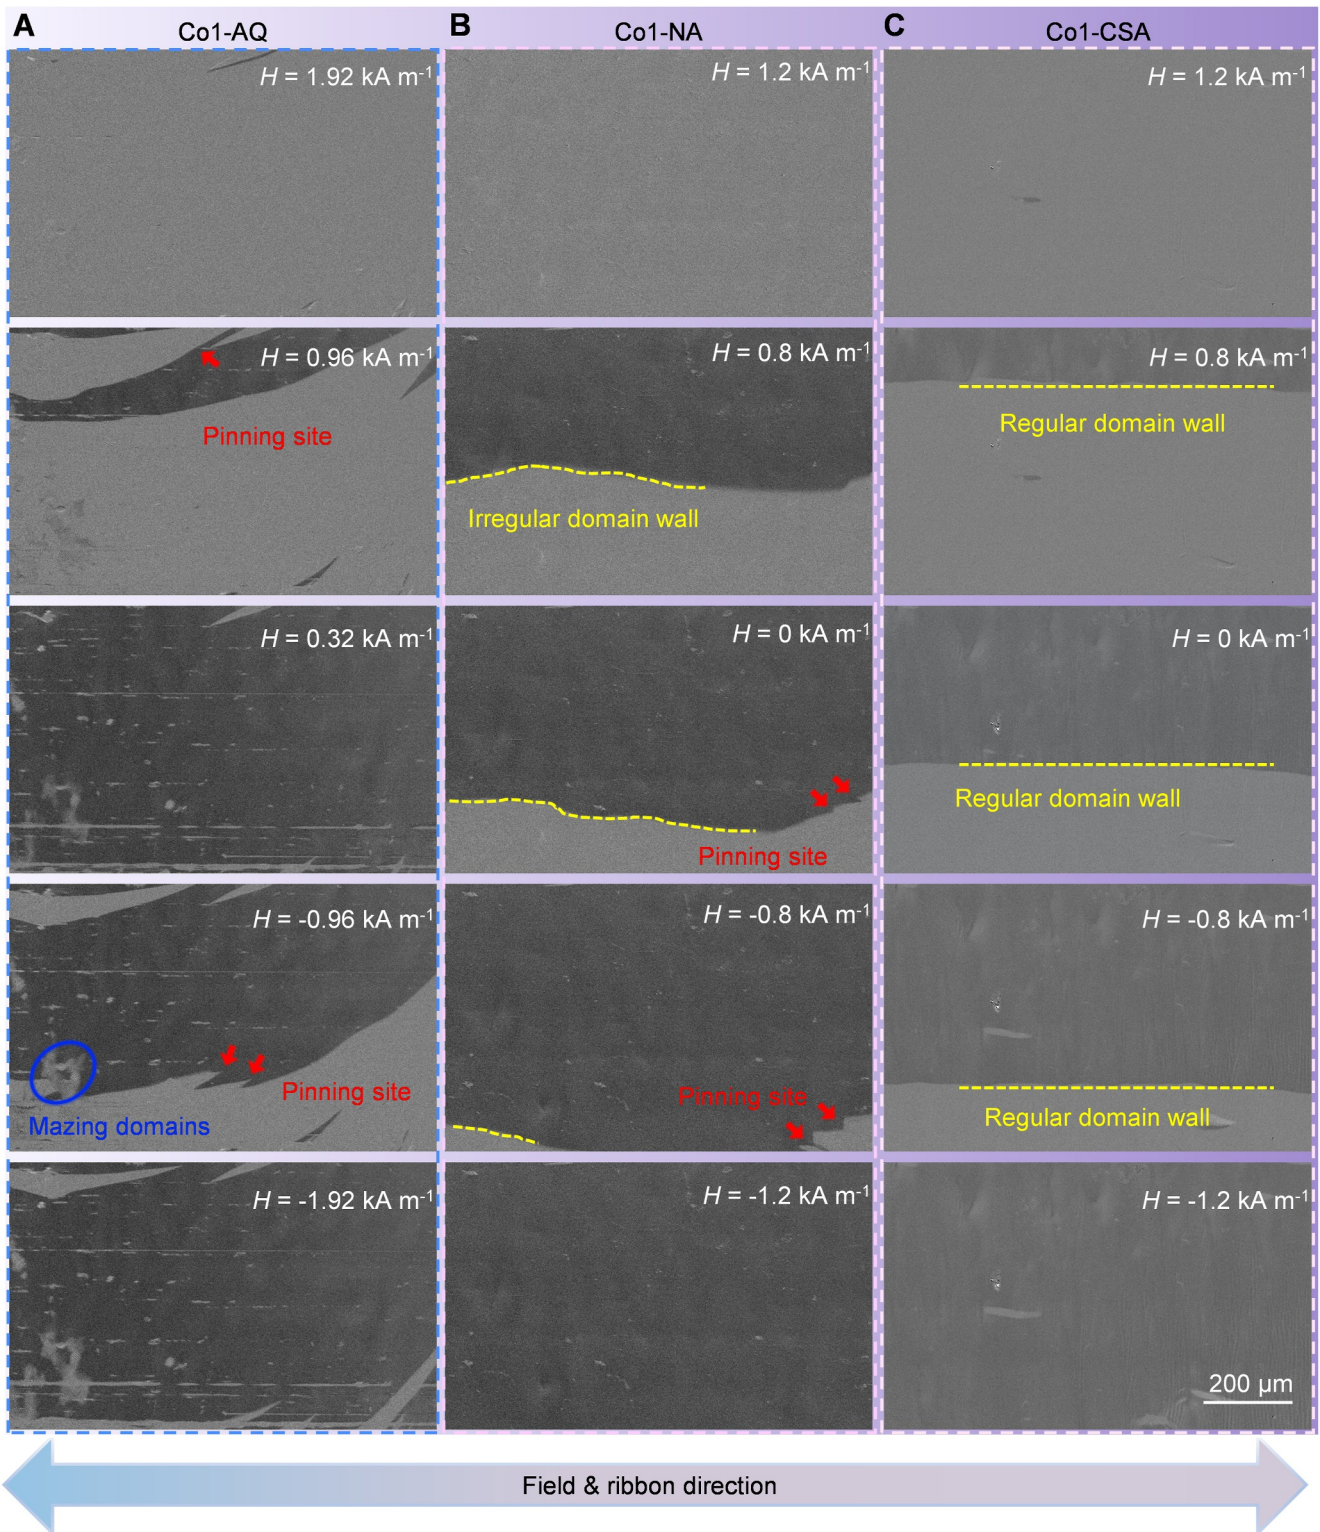 A
Co1-AQ
B
Co1-NA
C
Co1-CSA
H = 1.92 kA m-1
H = 1.2 kA m-1
H = 1.2 kA m-1
H = 0.96 kA m-1
H = 0.8 kA m-1
H = 0.8 kA m-1
Pinning site
Irregular domain wall
Regular domain wall
H = 0.32 kA m-1
H = 0 kA m-1
H = 0 kA m-1
Pinning site
Regular domain wall
H = -0.96 kA m-1
H = -0.8 kA m-1
H = -0.8 kA m-1
Pinning site
Mazing domains
Pinning site
Regular domain wall
H = -1.92 kA m-1
H = -1.2 kA m-1
H = -1.2 kA m-1
200 µm
Field & ribbon direction